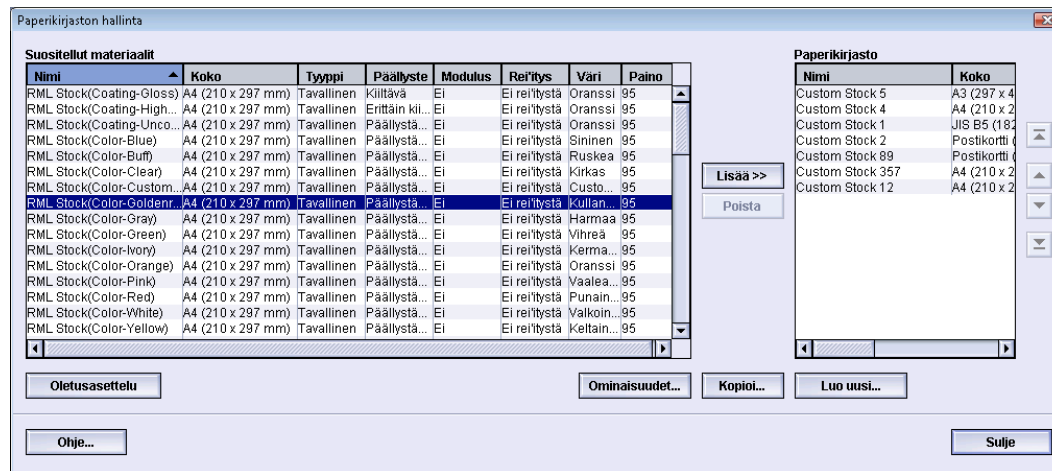 Paperikirjaston hallinta
Suositellut materiaalit
Nimi Koko Tyyppi Päällyste Modulus Rei'itys Väri Paino
RML Stock(Coating-Gloss) A4 (210 x 297 mm) Tavallinen Kiiltävä Ei Ei rei'itystä Oranssi 95
RML Stock(Coating-High... A4 (210 x 297 mm) Tavallinen Erittäin kii... Ei Ei rei'itystä Oranssi 95
RML Stock(Coating-Unco... A4 (210 x 297 mm) Tavallinen Päällystä... Ei Ei rei'itystä Oranssi 95
RML Stock(Color-Blue) A4 (210 x 297 mm) Tavallinen Päällystä... Ei Ei rei'itystä Sininen 95
RML Stock(Color-Buff) A4 (210 x 297 mm) Tavallinen Päällystä... Ei Ei rei'itystä Ruskea 95
RML Stock(Color-Clear) A4 (210 x 297 mm) Tavallinen Päällystä... Ei Ei rei'itystä Kirkas 95
RML Stock(Color-Custom... A4 (210 x 297 mm) Tavallinen Päällystä... Ei Ei rei'itystä Custo... 95
RML Stock(Color-Goldenr... A4 (210 x 297 mm) Tavallinen Päällystä... Ei Ei rei'itystä Kullan... 95
RML Stock(Color-Gray) A4 (210 x 297 mm) Tavallinen Päällystä... Ei Ei rei'itystä Harmaa 95
RML Stock(Color-Green) A4 (210 x 297 mm) Tavallinen Päällystä... Ei Ei rei'itystä Vihreä 95
RML Stock(Color-Ivory) A4 (210 x 297 mm) Tavallinen Päällystä... Ei Ei rei'itystä Kerma... 95
RML Stock(Color-Orange) A4 (210 x 297 mm) Tavallinen Päällystä... Ei Ei rei'itystä Oranssi 95
RML Stock(Color-Pink) A4 (210 x 297 mm) Tavallinen Päällystä... Ei Ei rei'itystä Vaalea... 95
RML Stock(Color-Red) A4 (210 x 297 mm) Tavallinen Päällystä... Ei Ei rei'itystä Punain... 95
RML Stock(Color-White) A4 (210 x 297 mm) Tavallinen Päällystä... Ei Ei rei'itystä Valkoin... 95
RML Stock(Color-Yellow) A4 (210 x 297 mm) Tavallinen Päällystä... Ei Ei rei'itystä Keltain... 95
Lisää >>
Poista
Paperikirjasto
Nimi Koko
Custom Stock 5 A3 (297 x 4
Custom Stock 4 A4 (210 x 2
Custom Stock 1 JIS B5 (182
Custom Stock 2 Postikortti (
Custom Stock 89 Postikortti (
Custom Stock 357 A4 (210 x 2
Custom Stock 12 A4 (210 x 2
Oletusasettelu Ominaisuudet... Kopioi... Luo uusi...
Ohje... Sulje